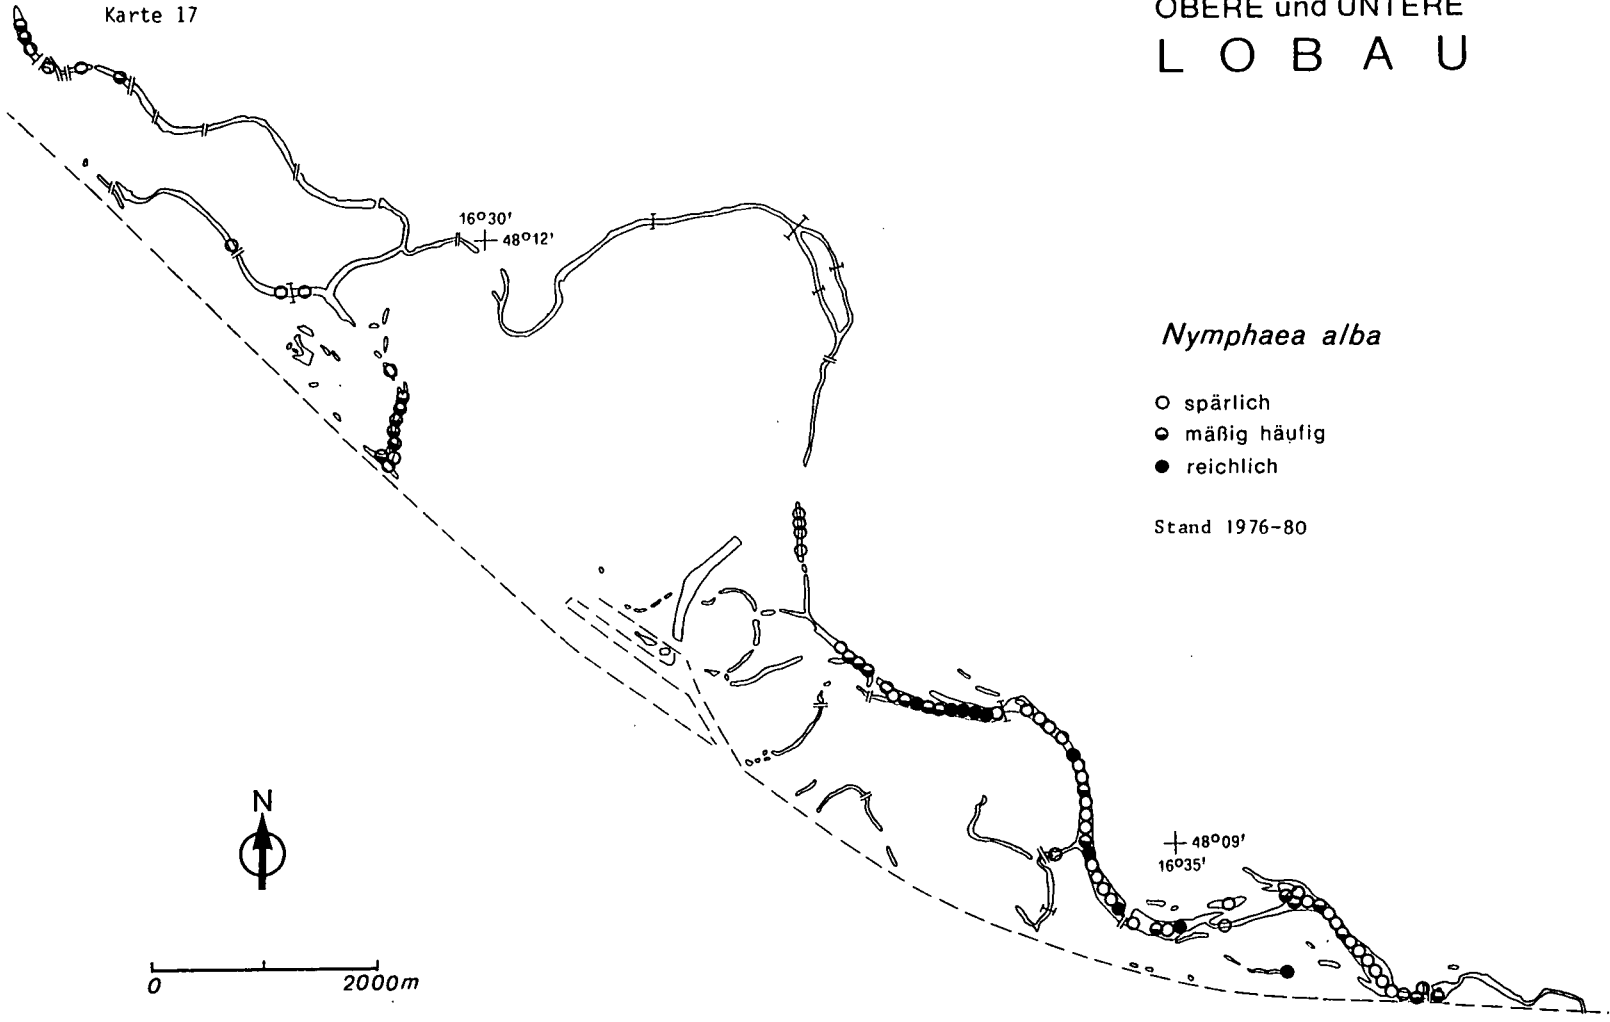 Karte 17
OBERE und UNTERE
LOBAU
16°30'
48°12'
Nymphaea alba
spärlich
mäßig häufig
reichlich
Stand 1976-80
N
48°09'
16°35'
0 2000m